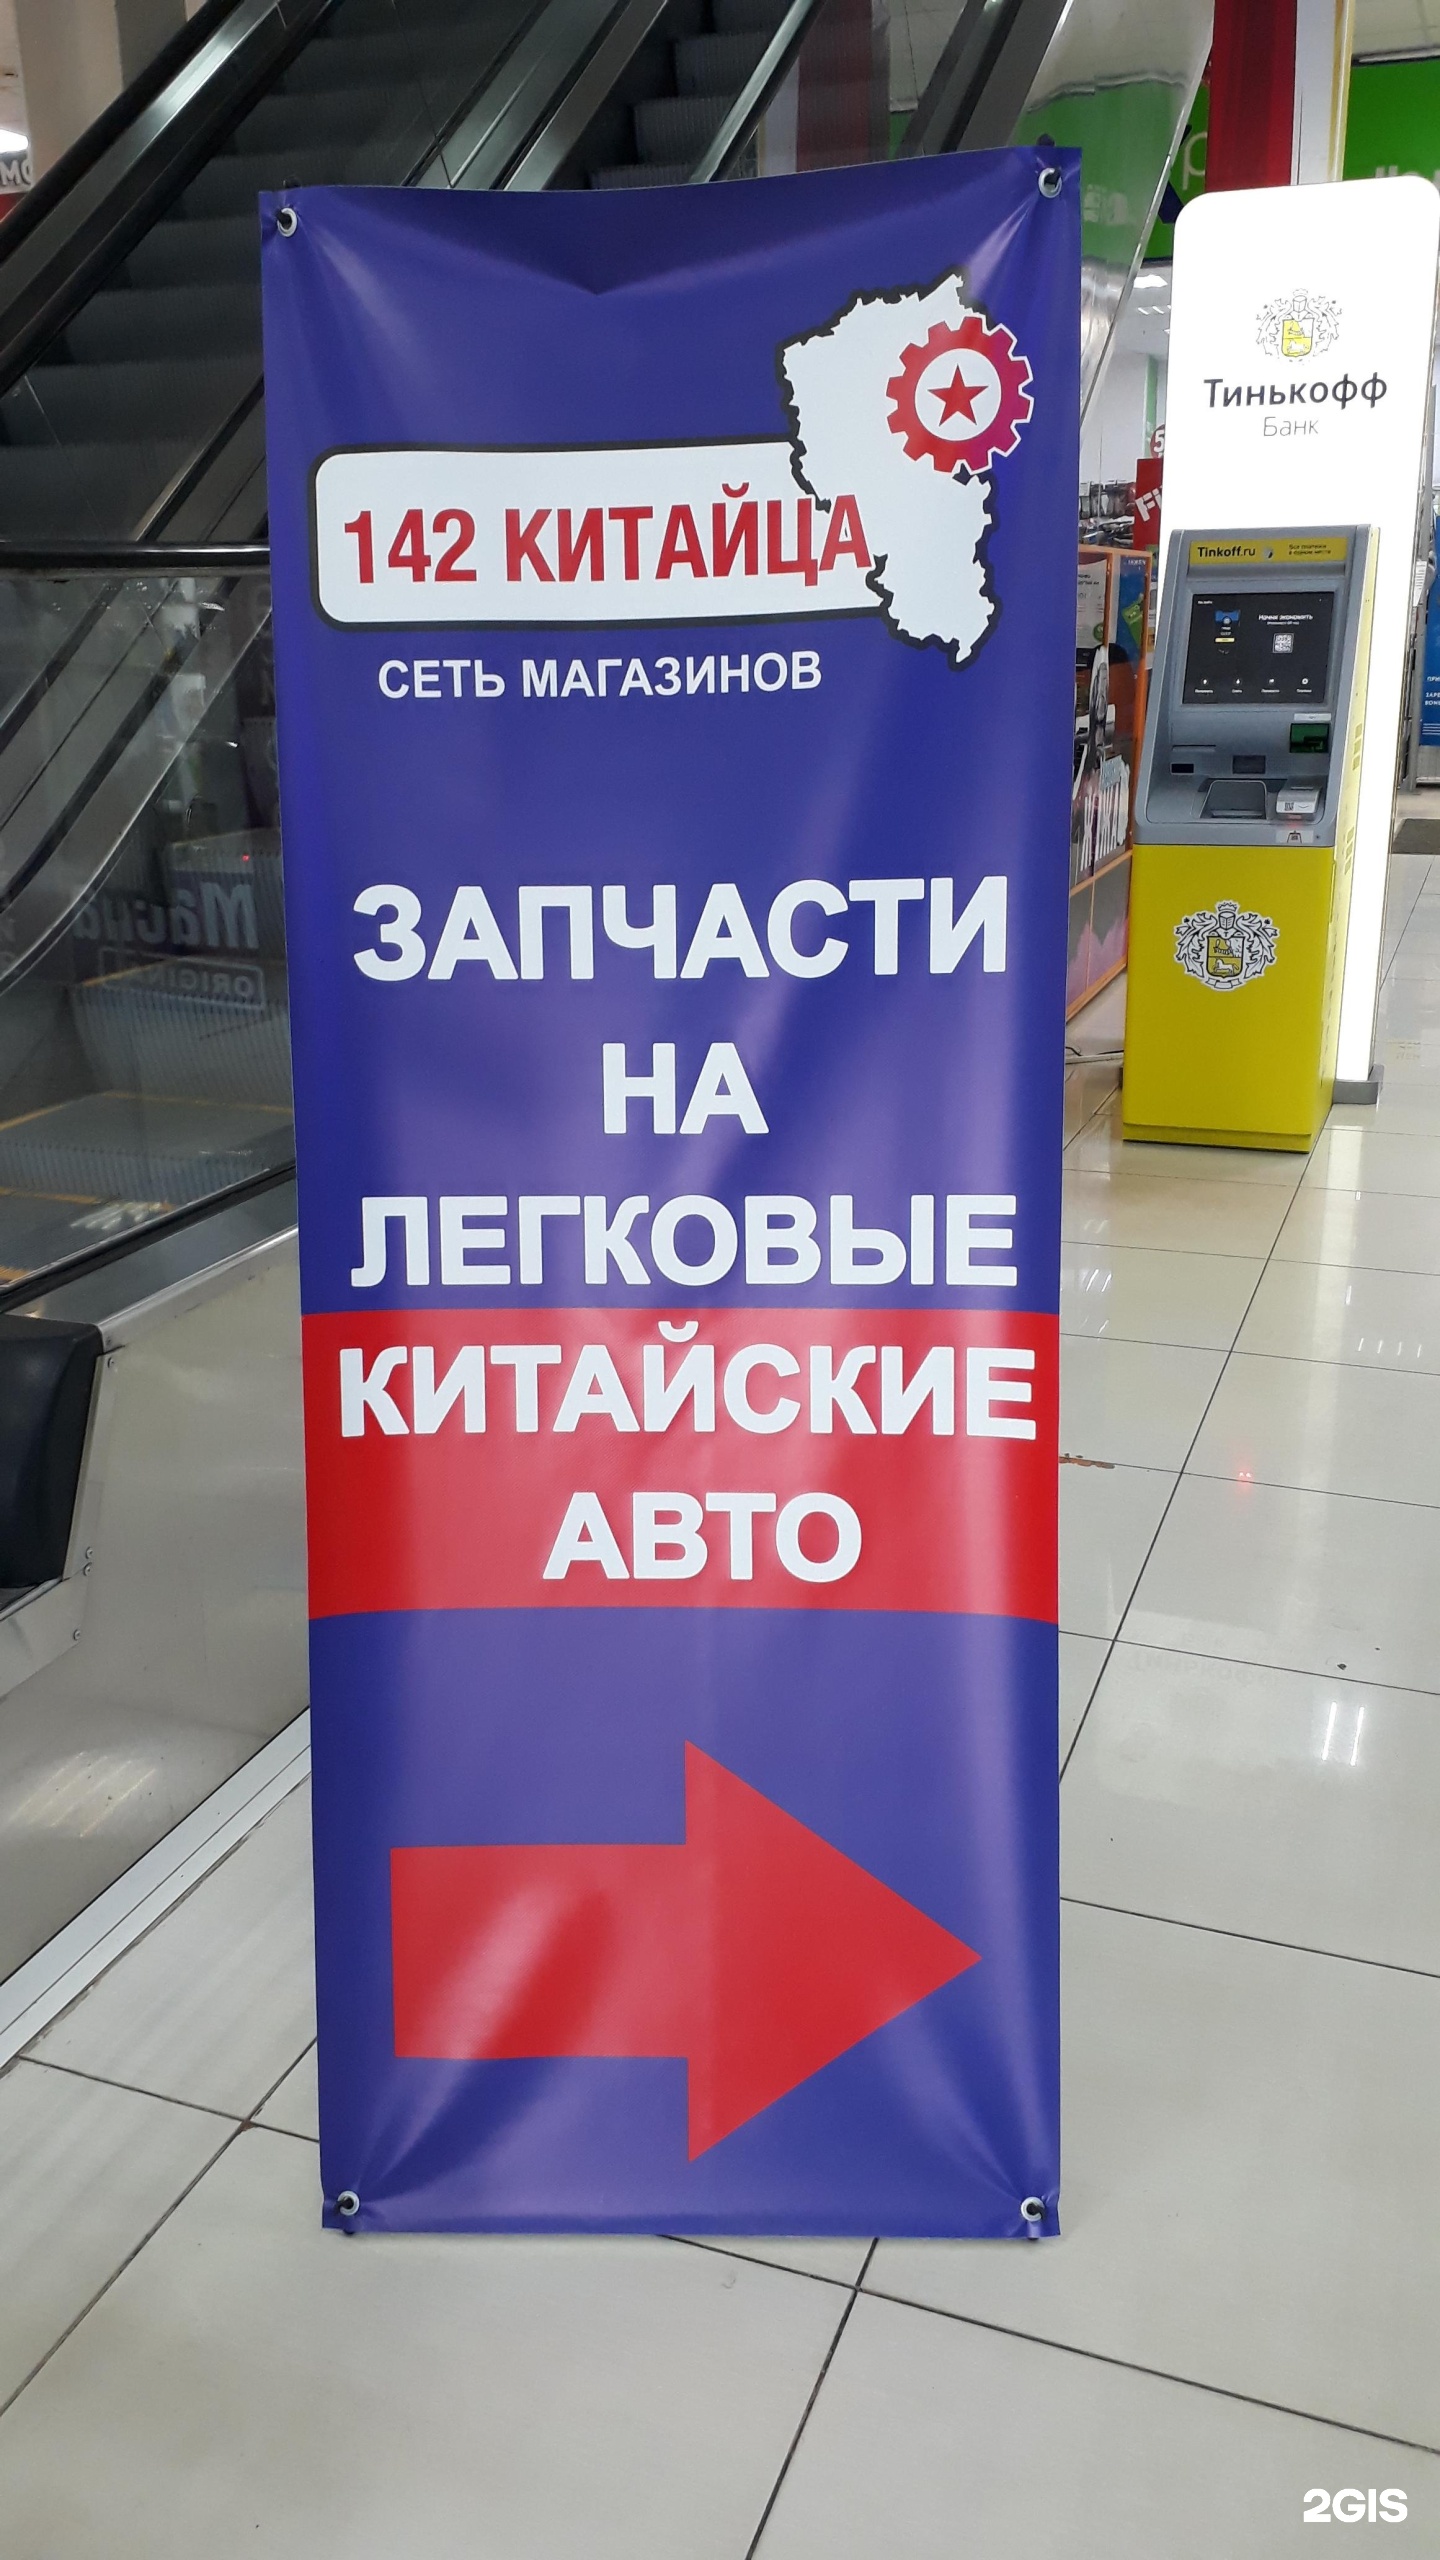 142 КИТАЙЦА
СЕТЬ МАГАЗИНОВ
ЗАПЧАСТИ
НА
ЛЕГКОВЫЕ
КИТАЙСКИЕ
АВТО
Тинькофф
Банк
Tinkoff.ru
2GIS